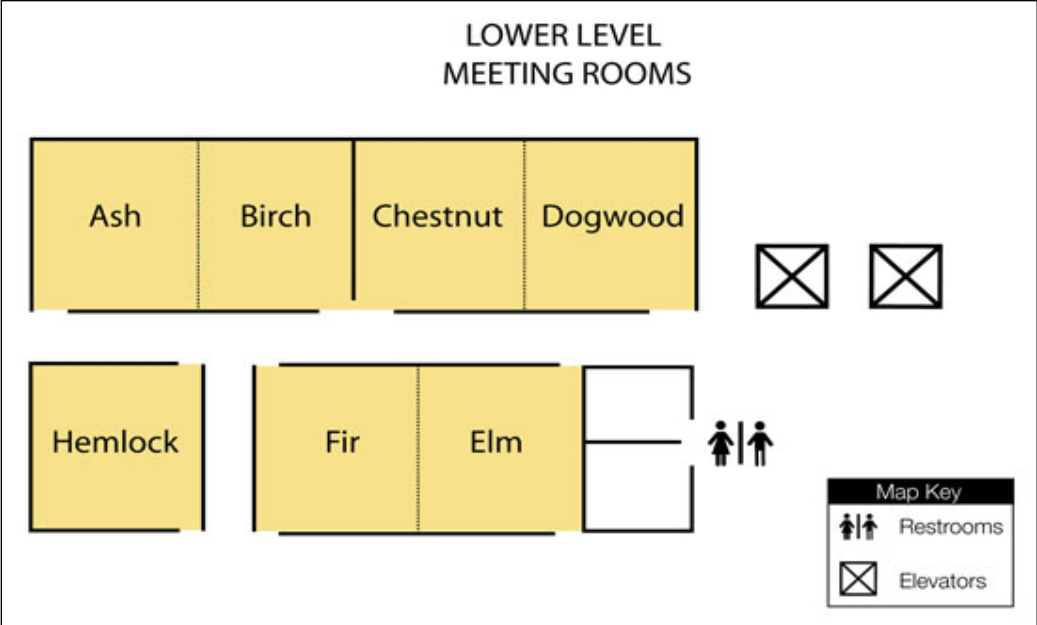 LOWER LEVEL
MEETING ROOMS
Ash Birch Chestnut Dogwood
Hemlock Fir Elm
Map Key
Restrooms
Elevators